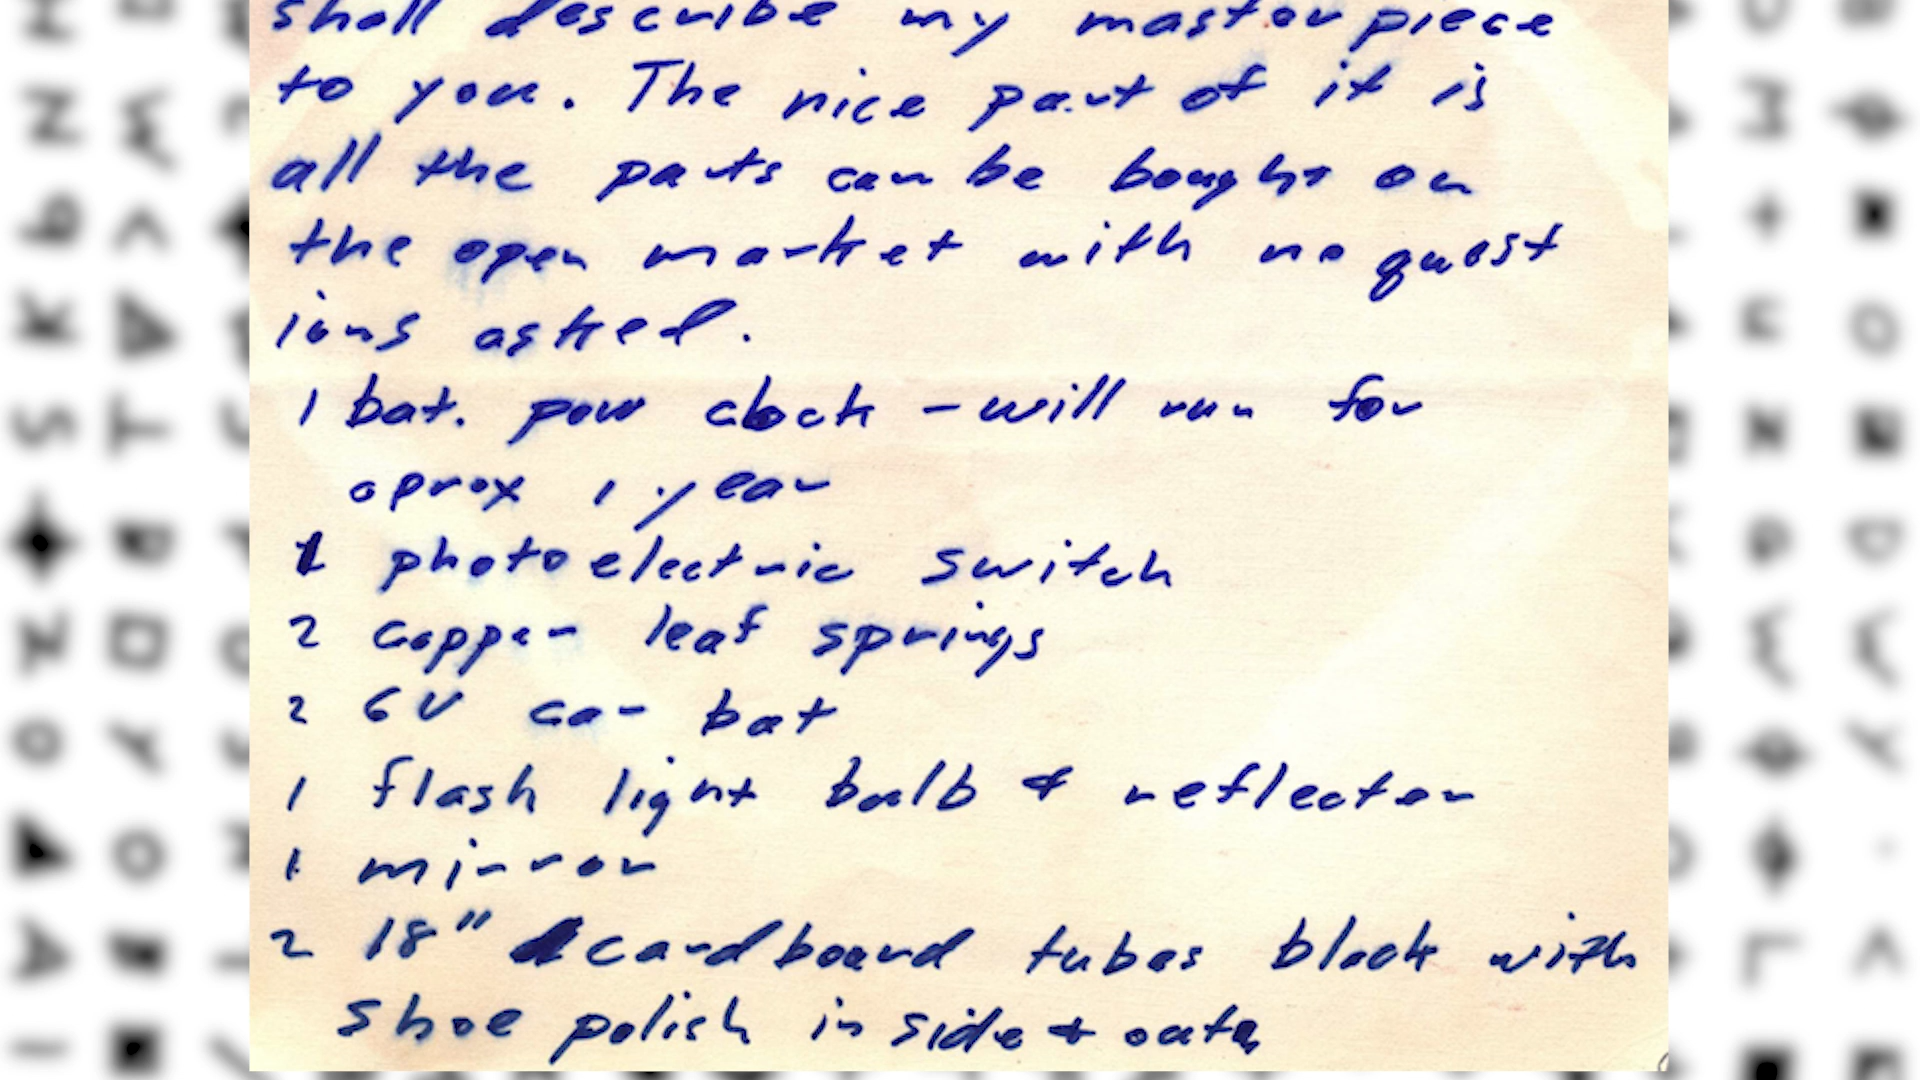 shall describe my masterpiece
to you. The nice part of it is
all the parts can be bought on
the open market with no quest
ions asked.
1 bat. pow clock – will run for
aprox 1 year
1 photoelectric switch
2 copper leaf springs
2 6V car bat
1 flash light bulb & reflector
1 mirror
2 18" cardboard tubes black with
shoe polish in side & oute